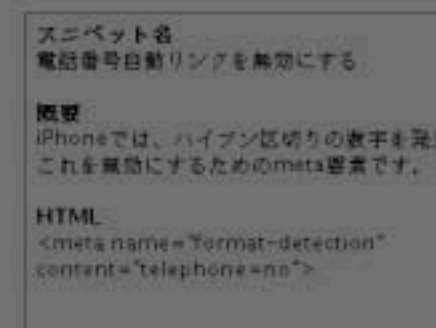 スニペット名
電話番号自動リンクを無効にする
概要
iPhoneでは、ハイフン区切りの数字を発
これを無効にするためのmeta要素です。
HTML
<meta name="format-detection"
content="telephone=no">